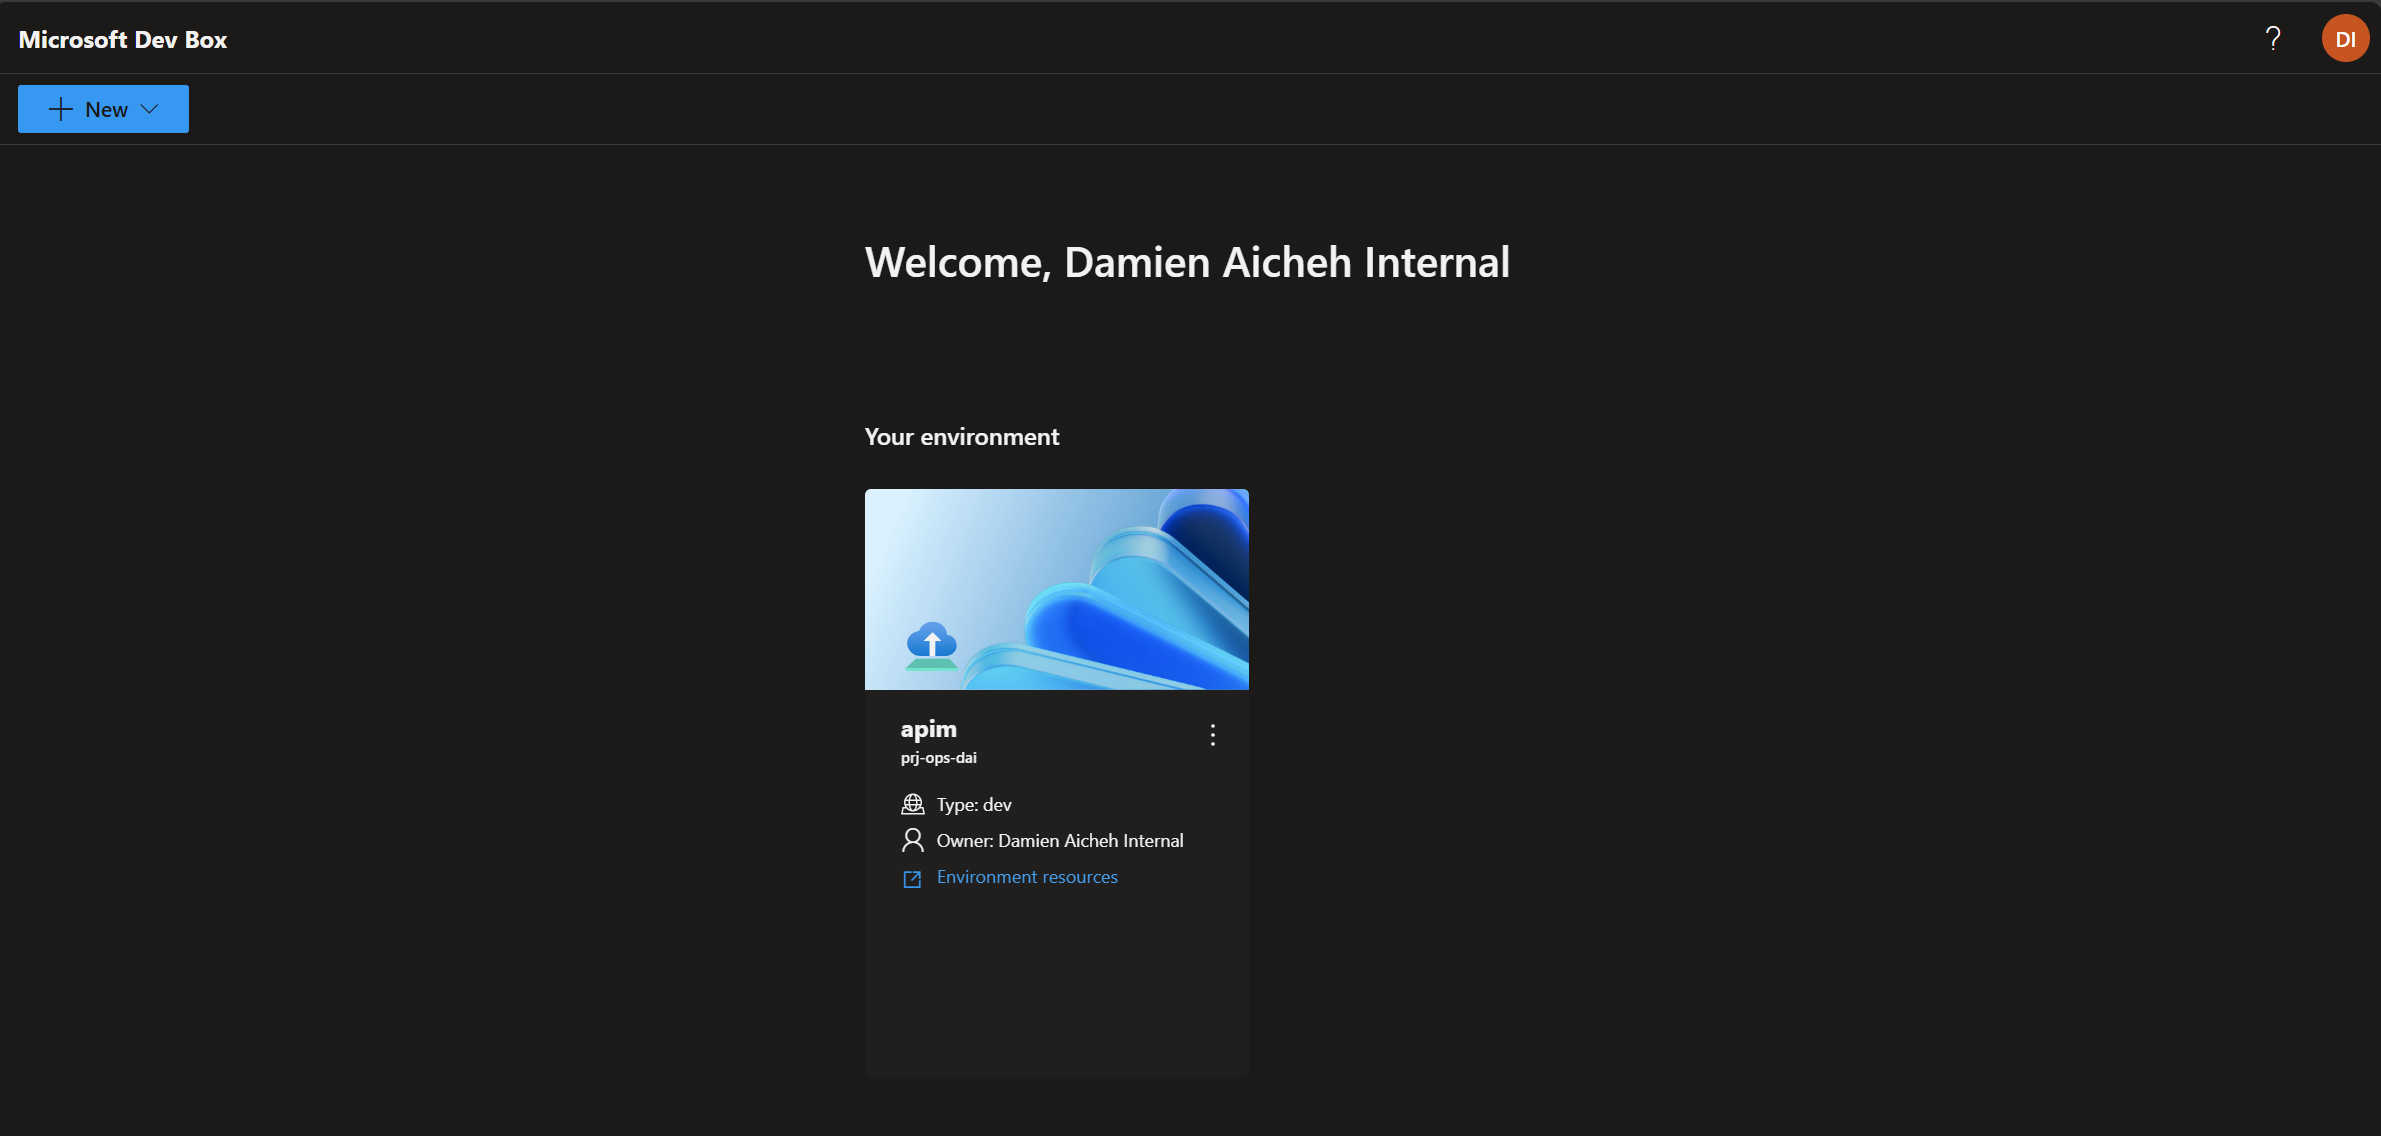 Microsoft Dev Box
?
DI
New
Welcome, Damien Aicheh Internal
Your environment
apim
prj-ops-dai
Type: dev
Owner: Damien Aicheh Internal
Environment resources